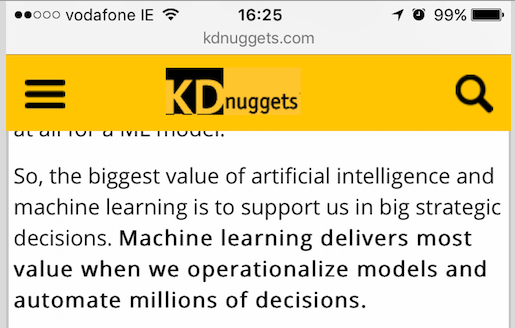 vodafone IE 16:25 99%
kdnuggets.com
KDnuggets
at all for a ML model.
So, the biggest value of artificial intelligence and
machine learning is to support us in big strategic
decisions. Machine learning delivers most
value when we operationalize models and
automate millions of decisions.